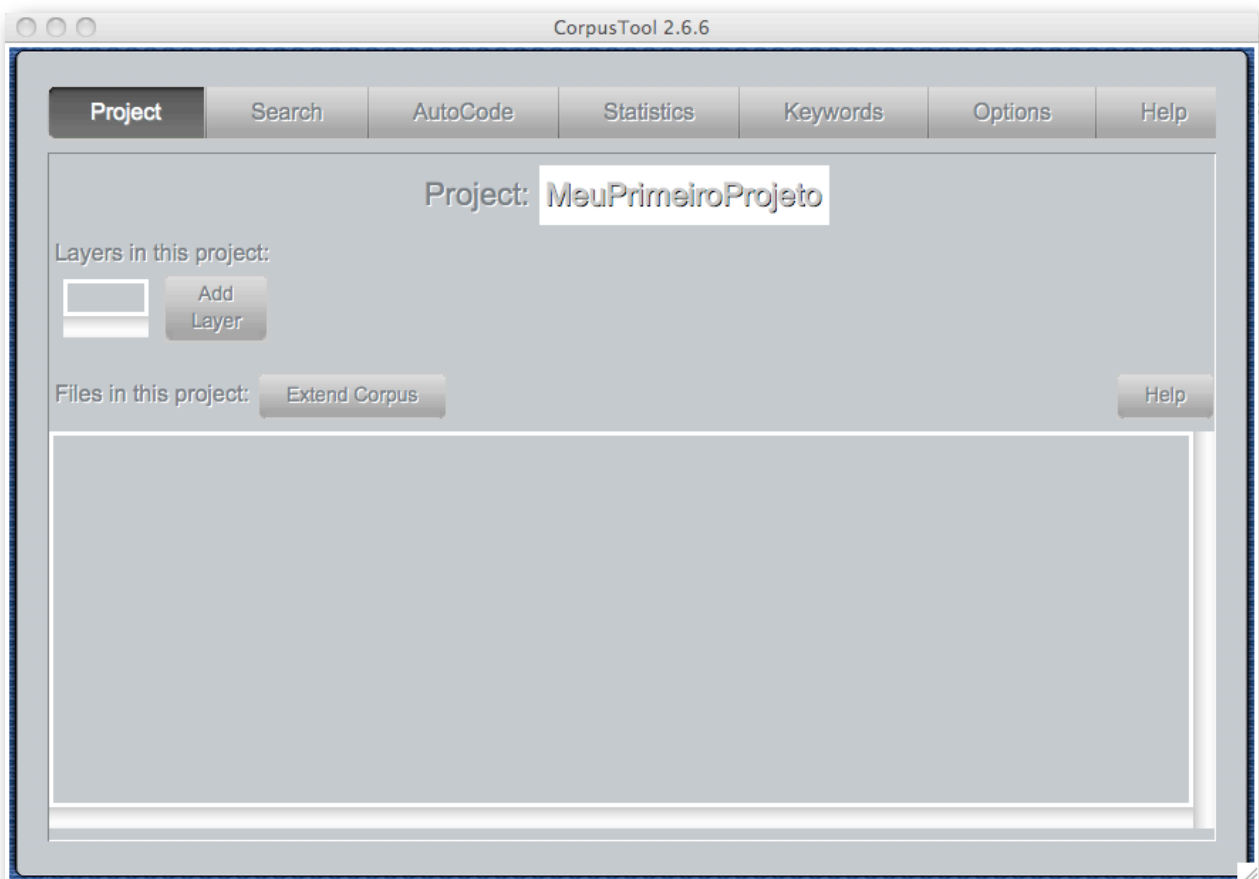 CorpusTool 2.6.6
Project Search AutoCode Statistics Keywords Options Help
Project: MeuPrimeiroProjeto
Layers in this project:
Add
Layer
Files in this project: Extend Corpus Help